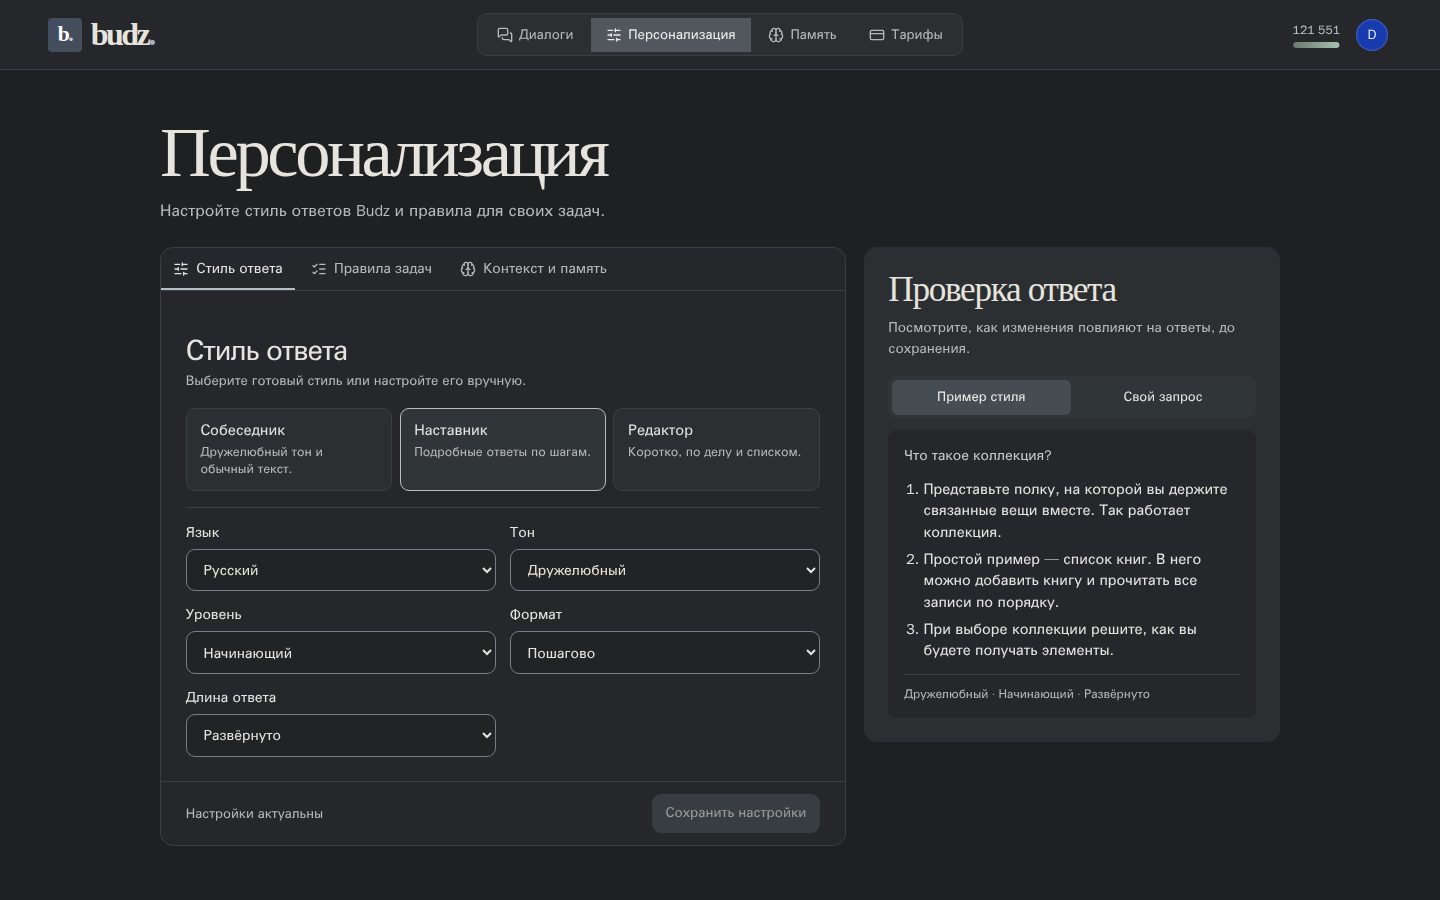 b. budz.
Диалоги
Персонализация
Память
Тарифы
121 551
D
Персонализация
Настройте стиль ответов Budz и правила для своих задач.
Стиль ответа
Правила задач
Контекст и память
Стиль ответа
Выберите готовый стиль или настройте его вручную.
Собеседник
Дружелюбный тон и
обычный текст.
Наставник
Подробные ответы по шагам.
Редактор
Коротко, по делу и списком.
Язык
Русский
Тон
Дружелюбный
Уровень
Начинающий
Формат
Пошагово
Длина ответа
Развёрнуто
Настройки актуальны
Сохранить настройки
Проверка ответа
Посмотрите, как изменения повлияют на ответы, до
сохранения.
Пример стиля
Свой запрос
Что такое коллекция?
1. Представьте полку, на которой вы держите
связанные вещи вместе. Так работает
коллекция.
2. Простой пример — список книг. В него
можно добавить книгу и прочитать все
записи по порядку.
3. При выборе коллекции решите, как вы
будете получать элементы.
Дружелюбный · Начинающий · Развёрнуто